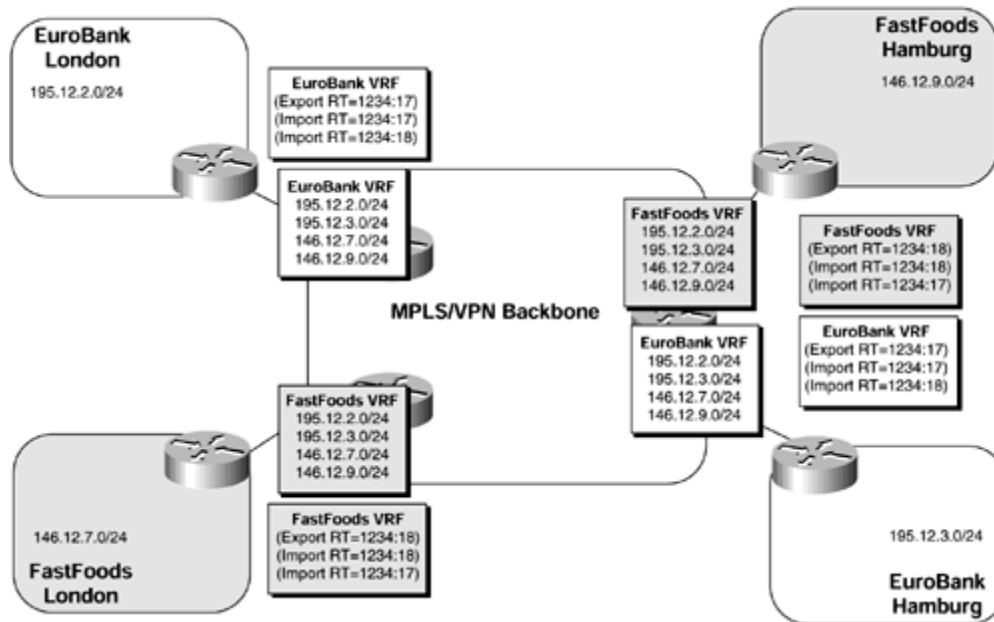 EuroBank
London
195.12.2.0/24
EuroBank VRF
(Export RT=1234:17)
(Import RT=1234:17)
(Import RT=1234:18)
EuroBank VRF
195.12.2.0/24
195.12.3.0/24
146.12.7.0/24
146.12.9.0/24
FastFoods
Hamburg
146.12.9.0/24
FastFoods VRF
195.12.2.0/24
195.12.3.0/24
146.12.7.0/24
146.12.9.0/24
FastFoods VRF
(Export RT=1234:18)
(Import RT=1234:18)
(Import RT=1234:17)
MPLS/VPN Backbone
EuroBank VRF
195.12.2.0/24
195.12.3.0/24
146.12.7.0/24
146.12.9.0/24
EuroBank VRF
(Export RT=1234:17)
(Import RT=1234:17)
(Import RT=1234:18)
FastFoods VRF
195.12.2.0/24
195.12.3.0/24
146.12.7.0/24
146.12.9.0/24
FastFoods VRF
(Export RT=1234:18)
(Import RT=1234:18)
(Import RT=1234:17)
146.12.7.0/24
FastFoods
London
195.12.3.0/24
EuroBank
Hamburg